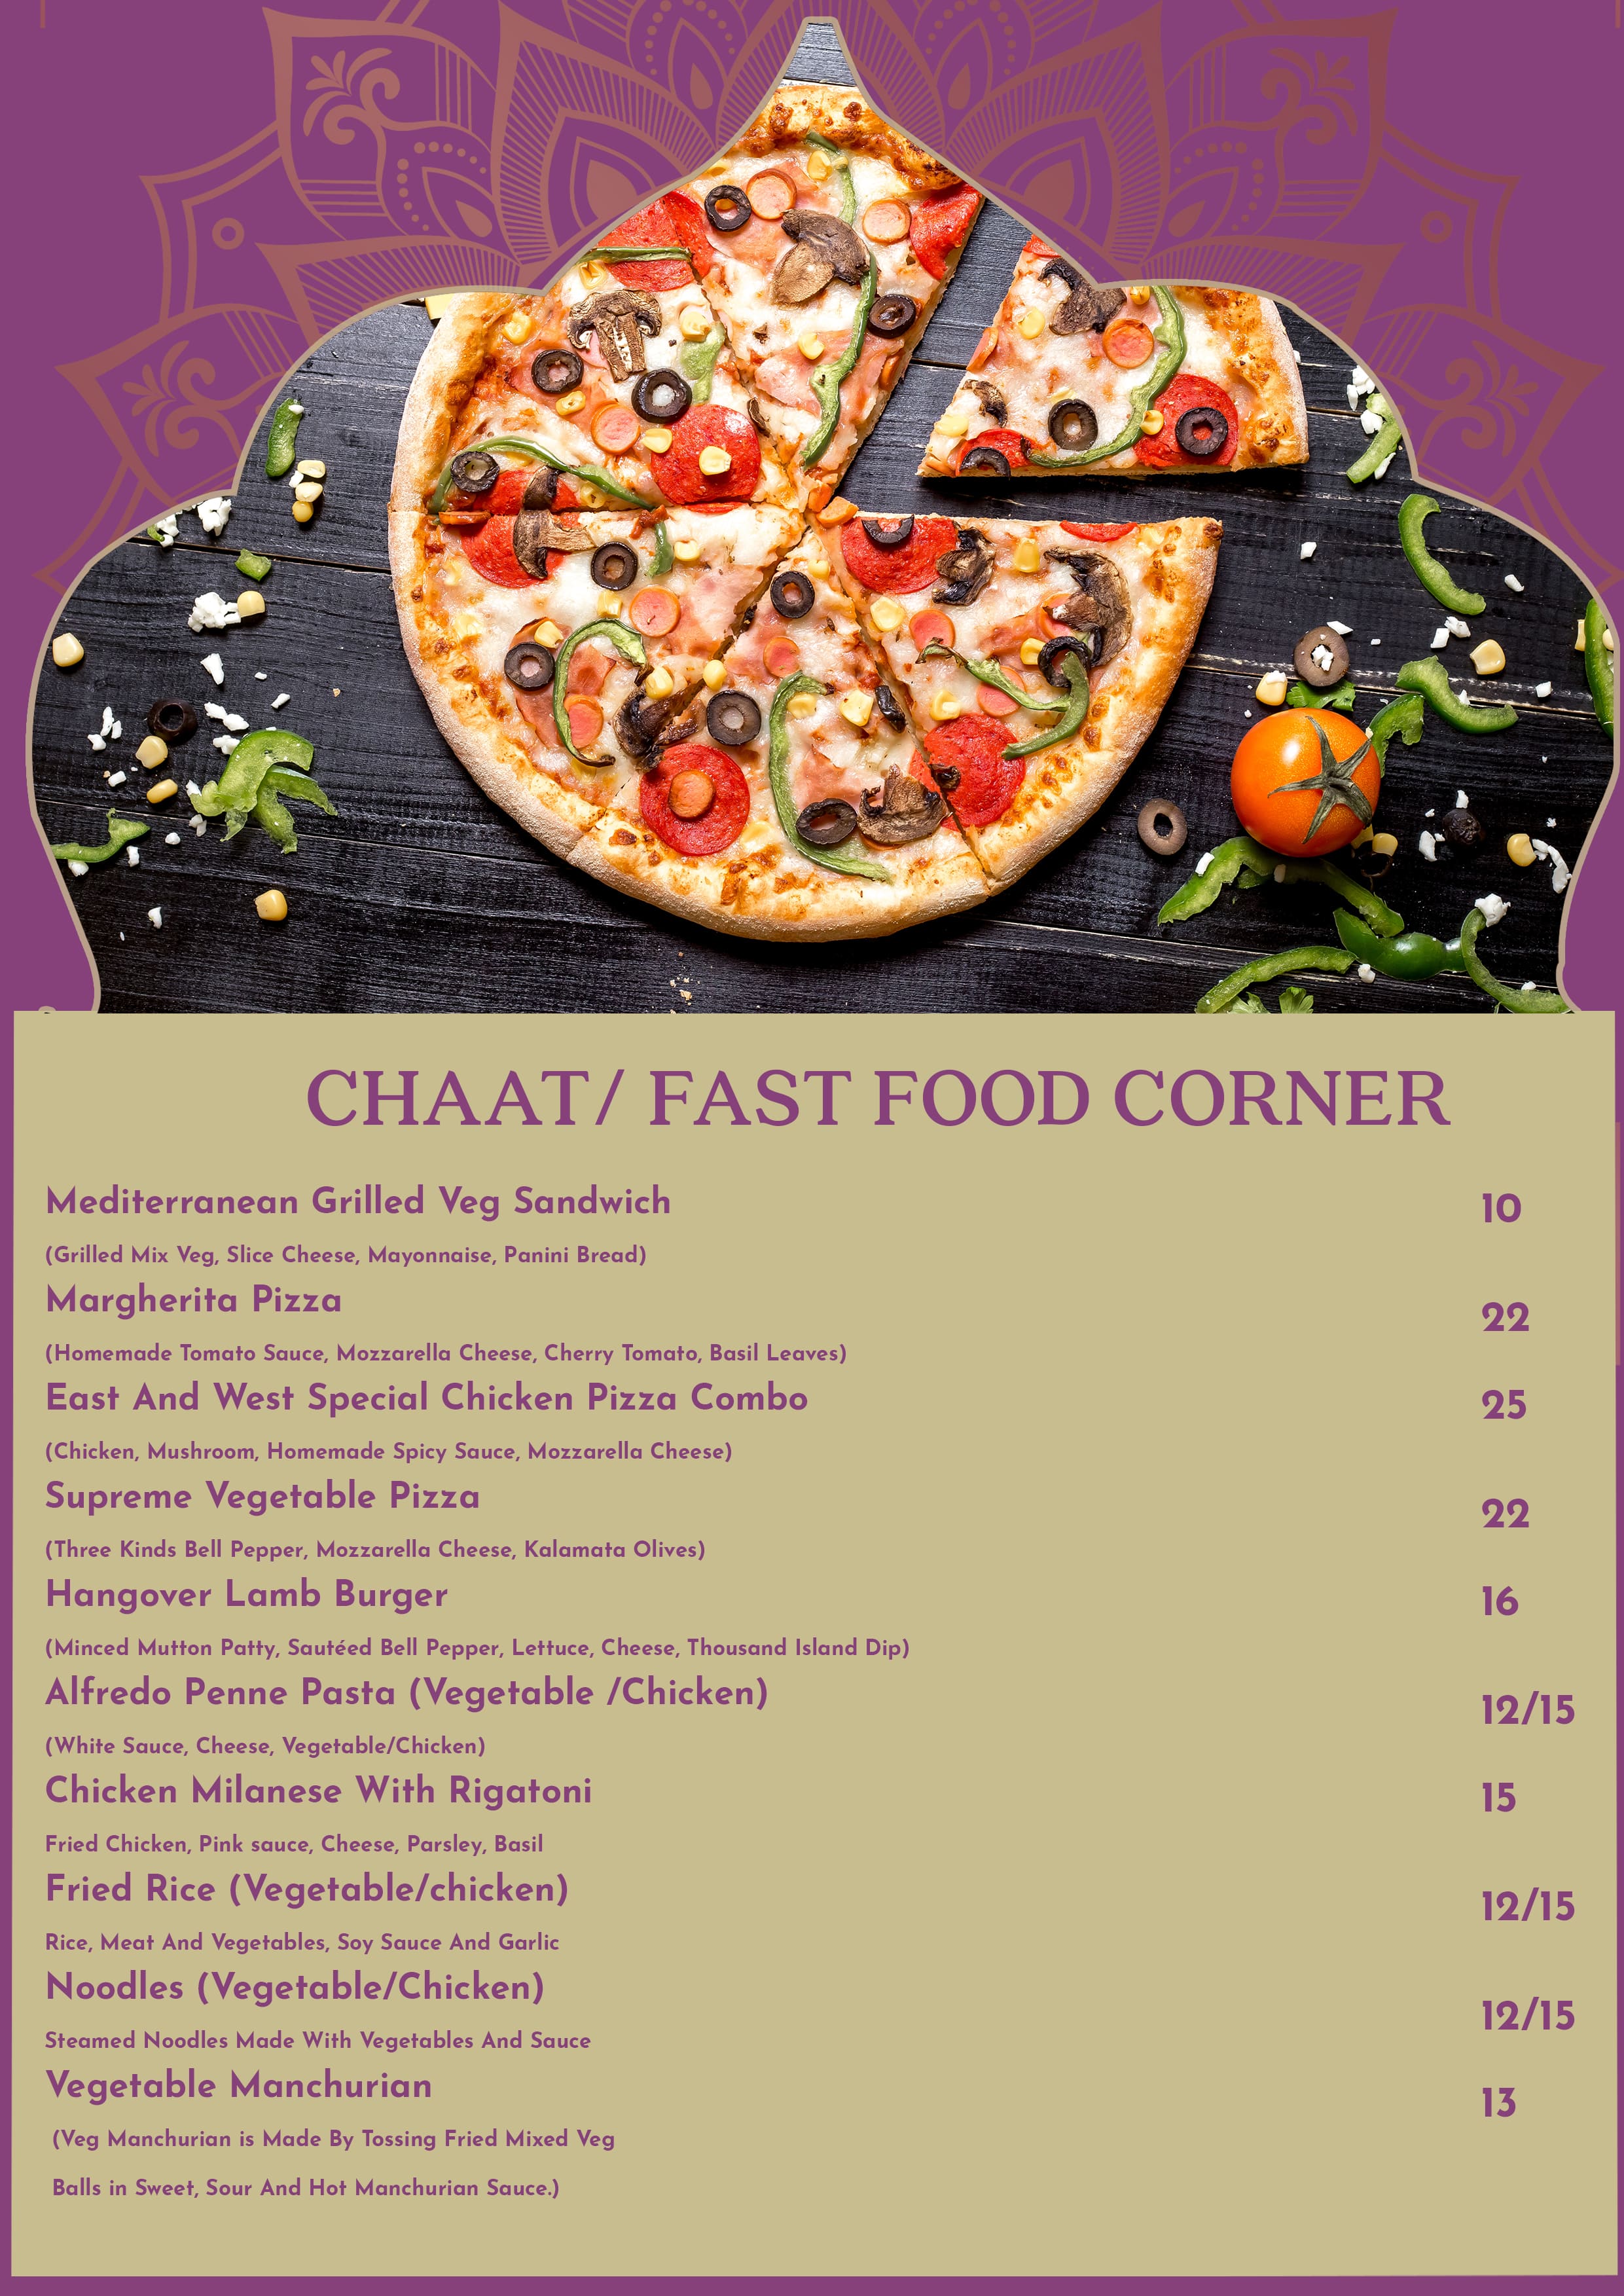 CHAAT/ FAST FOOD CORNER
Mediterranean Grilled Veg Sandwich 10
(Grilled Mix Veg, Slice Cheese, Mayonnaise, Panini Bread)
Margherita Pizza 22
(Homemade Tomato Sauce, Mozzarella Cheese, Cherry Tomato, Basil Leaves)
East And West Special Chicken Pizza Combo 25
(Chicken, Mushroom, Homemade Spicy Sauce, Mozzarella Cheese)
Supreme Vegetable Pizza 22
(Three Kinds Bell Pepper, Mozzarella Cheese, Kalamata Olives)
Hangover Lamb Burger 16
(Minced Mutton Patty, Sautéed Bell Pepper, Lettuce, Cheese, Thousand Island Dip)
Alfredo Penne Pasta (Vegetable /Chicken) 12/15
(White Sauce, Cheese, Vegetable/Chicken)
Chicken Milanese With Rigatoni 15
Fried Chicken, Pink sauce, Cheese, Parsley, Basil
Fried Rice (Vegetable/chicken) 12/15
Rice, Meat And Vegetables, Soy Sauce And Garlic
Noodles (Vegetable/Chicken) 12/15
Steamed Noodles Made With Vegetables And Sauce
Vegetable Manchurian 13
(Veg Manchurian is Made By Tossing Fried Mixed Veg
Balls in Sweet, Sour And Hot Manchurian Sauce.)